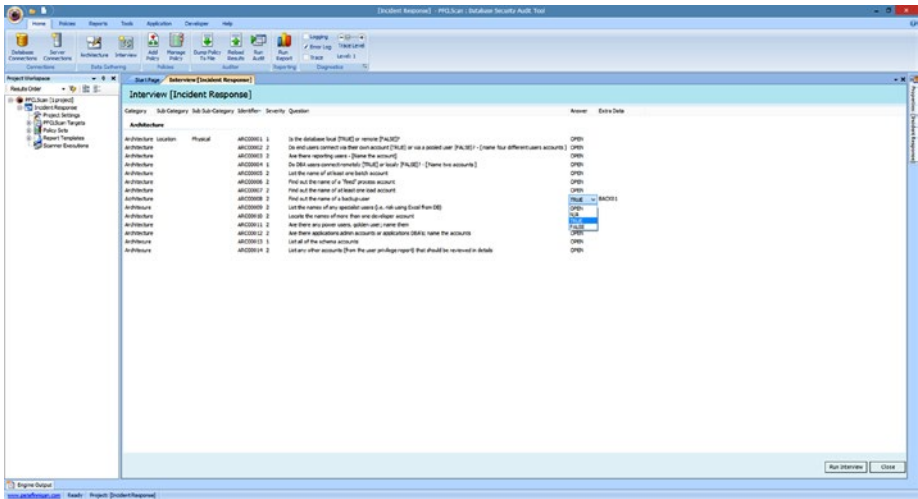 [Incident Response] - PFCLScan : Database Security Audit Tool
Home Policies Reports Tools Application Developer Help
Database Connections
Server Connections
Architecture
Interview
Add Policy
Manage Policy
Dump Policy To File
Reload Results
Run Audit
Run Report
Logging
Error Log
Trace
Trace Level
Level: 1
Connections Data Gathering Policies Auditor Reporting Diagnostics
Project Workspace
Results Order
PFCLScan [1 project]
Incident Response
Project Settings
PFCLScan Targets
Policy Sets
Report Templates
Scanner Executions
Start Page Interview [Incident Response]
Interview [Incident Response]
Category Sub-Category Sub Sub-Category Identifier Severity Question Answer Extra Data
Architecture
Architecture Location Physical ARC00001 1 Is the database local [TRUE] or remote [FALSE]? OPEN
Architecture ARC00002 2 Do end users connect via their own account [TRUE] or via a pooled user [FALSE]? - [name four different users accounts] OPEN
Architecture ARC00003 2 Are there reporting users - [Name the account] OPEN
Architecture ARC00004 1 Do DBA users connect remotely [TRUE] or localy [FALSE]? - [Name two accounts] OPEN
Architecture ARC00005 2 List the name of at least one batch account OPEN
Architecture ARC00006 2 Find out the name of a "feed" process account OPEN
Architecture ARC00007 2 Find out the name of at least one load account OPEN
Architecture ARC00008 2 Find out the name of a backup user TRUE BACK01
Architecure ARC00009 2 List the names of any specialist users (i.e. risk using Excel from DB) OPEN
Architecture ARC00010 2 Locate the names of more than one developer account N/A
Architecture ARC00011 2 Are there any power users, golden user; name them TRUE
FALSE
Architecture ARC00012 2 Are there applications admin accounts or applications DBA's; name the accounts OPEN
Architecture ARC00013 1 List all of the schema accounts OPEN
Architecture ARC00014 2 List any other accounts (from the user privilege report) that should be reviewed in details OPEN
Run Interview Close
Properties [Incident Response]
Engine Output
www.petefinnigan.com Ready Project: [Incident Response]